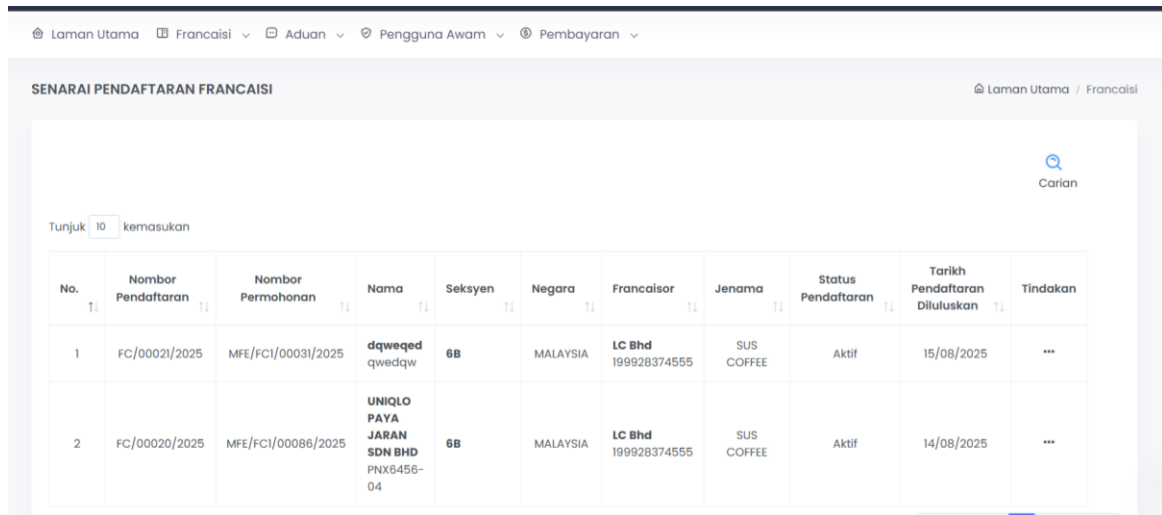 Laman Utama Francaisi Aduan Pengguna Awam Pembayaran
SENARAI PENDAFTARAN FRANCAISI
Laman Utama / Francaisi
Carian
Tunjuk 10 kemasukan
No. Nombor Pendaftaran Nombor Permohonan Nama Seksyen Negara Francaisor Jenama Status Pendaftaran Tarikh Pendaftaran Diluluskan Tindakan
1 FC/00021/2025 MFE/FC1/00031/2025 dqweqed qwedqw 6B MALAYSIA LC Bhd 199928374555 SUS COFFEE Aktif 15/08/2025 •••
2 FC/00020/2025 MFE/FC1/00086/2025 UNIQLO PAYA JARAN SDN BHD PNX6456-04 6B MALAYSIA LC Bhd 199928374555 SUS COFFEE Aktif 14/08/2025 •••